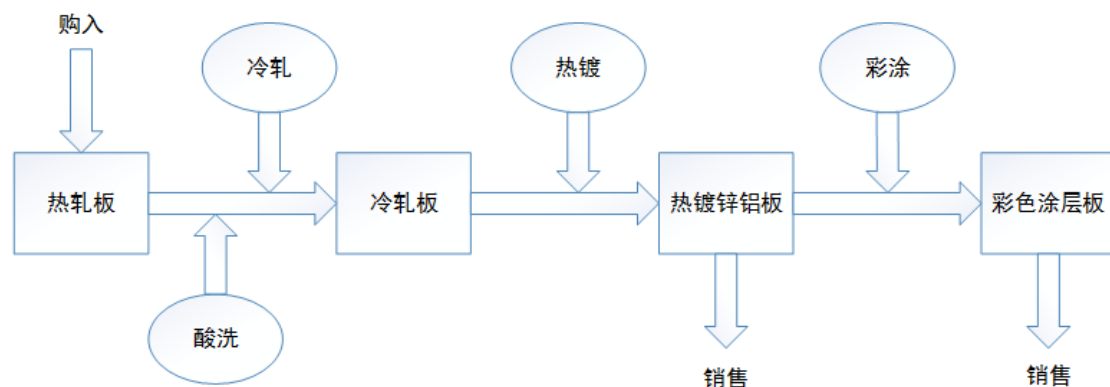 购入
冷轧
热镀
彩涂
热轧板
冷轧板
热镀锌铝板
彩色涂层板
酸洗
销售
销售